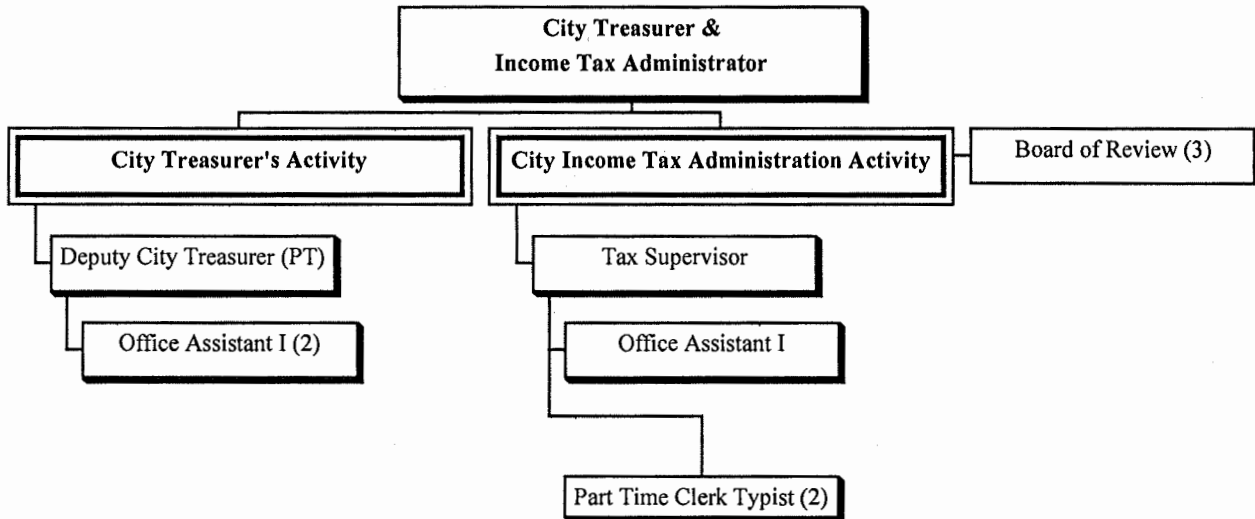 City Treasurer &
Income Tax Administrator
City Treasurer's Activity
City Income Tax Administration Activity
Board of Review (3)
Deputy City Treasurer (PT)
Tax Supervisor
Office Assistant I (2)
Office Assistant I
Part Time Clerk Typist (2)